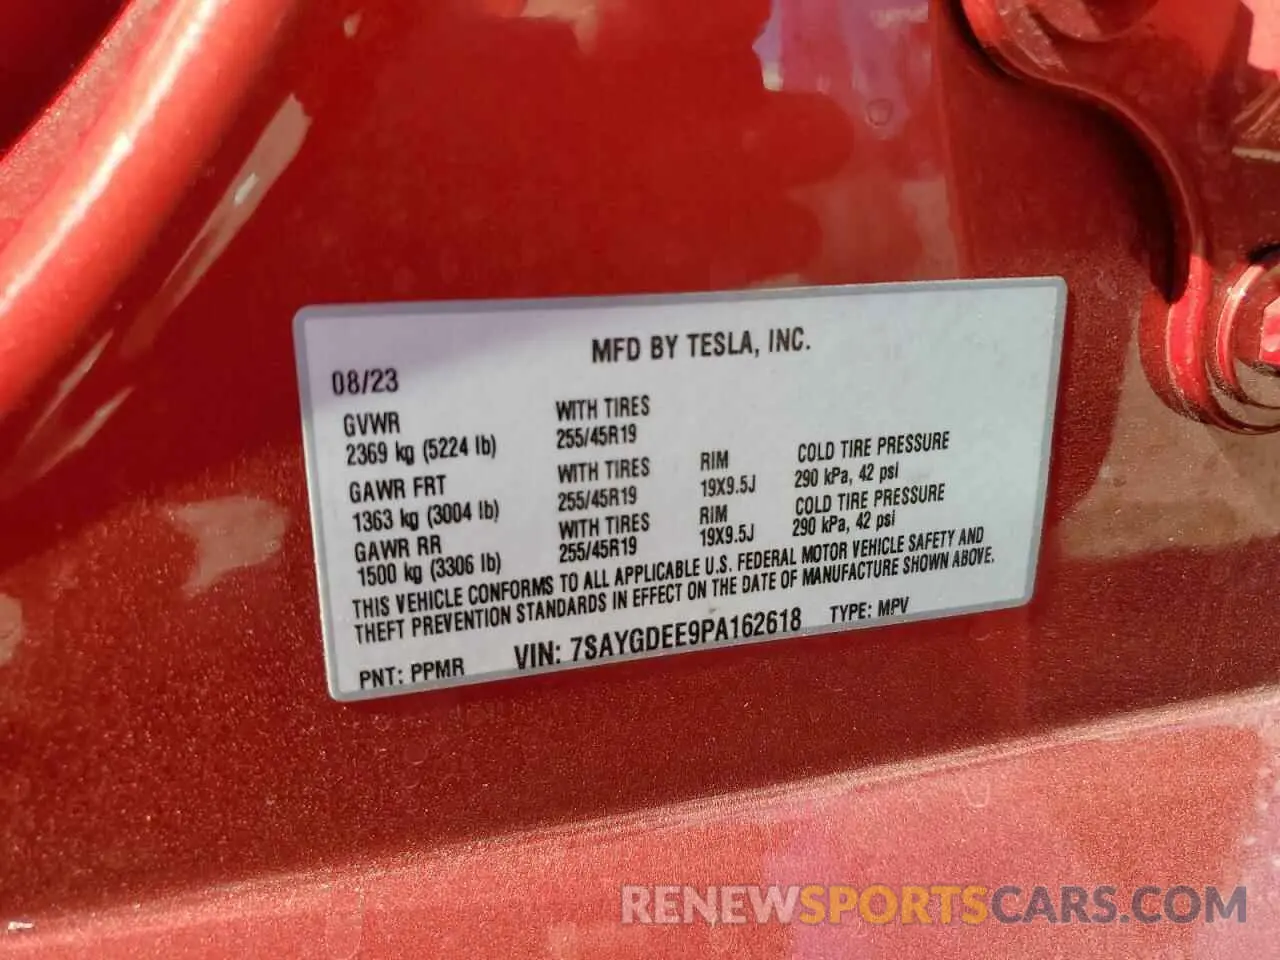 MFD BY TESLA, INC.
08/23
GVWR WITH TIRES
2369 kg (5224 lb) 255/45R19
GAWR FRT WITH TIRES RIM COLD TIRE PRESSURE
1363 kg (3004 lb) 255/45R19 19X9.5J 290 kPa, 42 psi
GAWR RR WITH TIRES RIM COLD TIRE PRESSURE
1500 kg (3306 lb) 255/45R19 19X9.5J 290 kPa, 42 psi
THIS VEHICLE CONFORMS TO ALL APPLICABLE U.S. FEDERAL MOTOR VEHICLE SAFETY AND
THEFT PREVENTION STANDARDS IN EFFECT ON THE DATE OF MANUFACTURE SHOWN ABOVE.
PNT: PPMR VIN: 7SAYGDEE9PA162618 TYPE: MPV
RENEWSPORTSCARS.COM